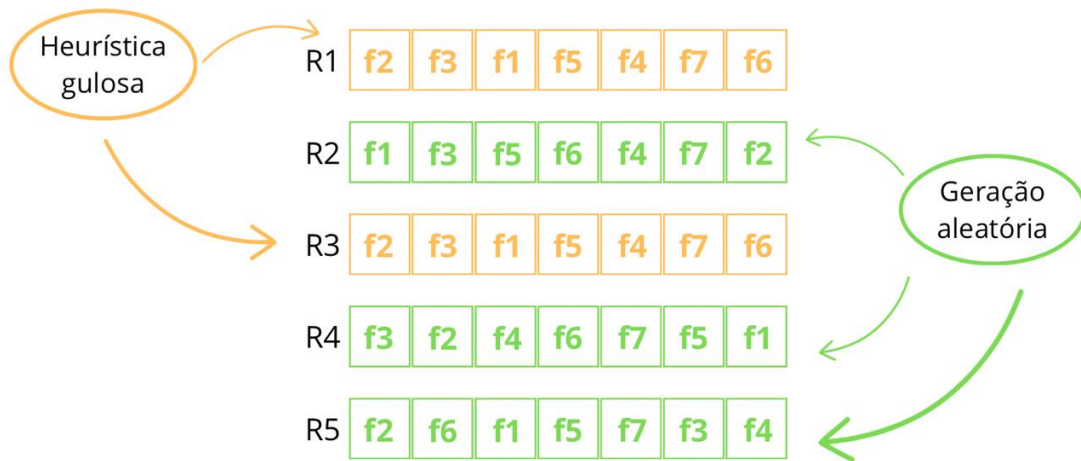 Heurística
gulosa
R1 f2 f3 f1 f5 f4 f7 f6
R2 f1 f3 f5 f6 f4 f7 f2
Geração
aleatória
R3 f2 f3 f1 f5 f4 f7 f6
R4 f3 f2 f4 f6 f7 f5 f1
R5 f2 f6 f1 f5 f7 f3 f4